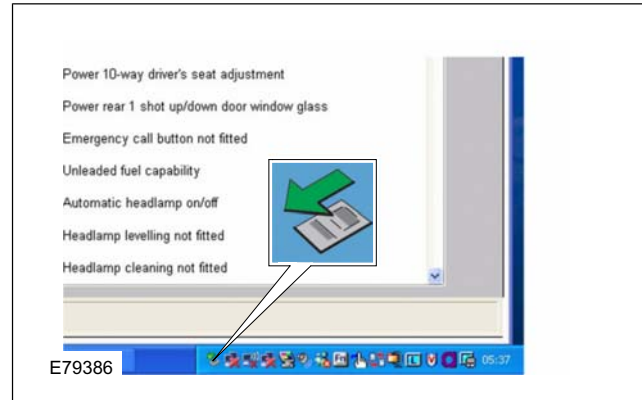 Power 10-way driver's seat adjustment
Power rear 1 shot up/down door window glass
Emergency call button not fitted
Unleaded fuel capability
Automatic headlamp on/off
Headlamp levelling not fitted
Headlamp cleaning not fitted
E79386
Fn
L
05:37